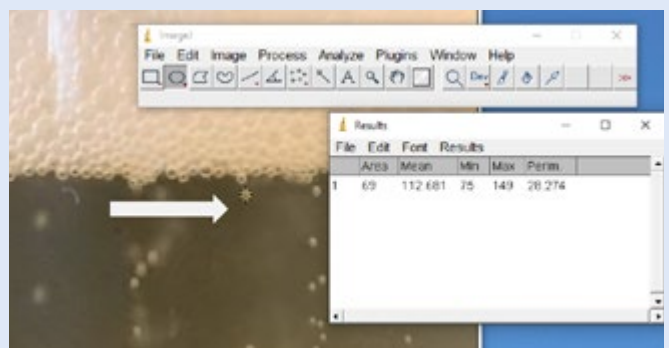 ImageJ
File Edit Image Process Analyze Plugins Window Help
A Dev
Results
File Edit Font Results
Area Mean Min Max Perim.
1 69 112.681 75 149 28.274